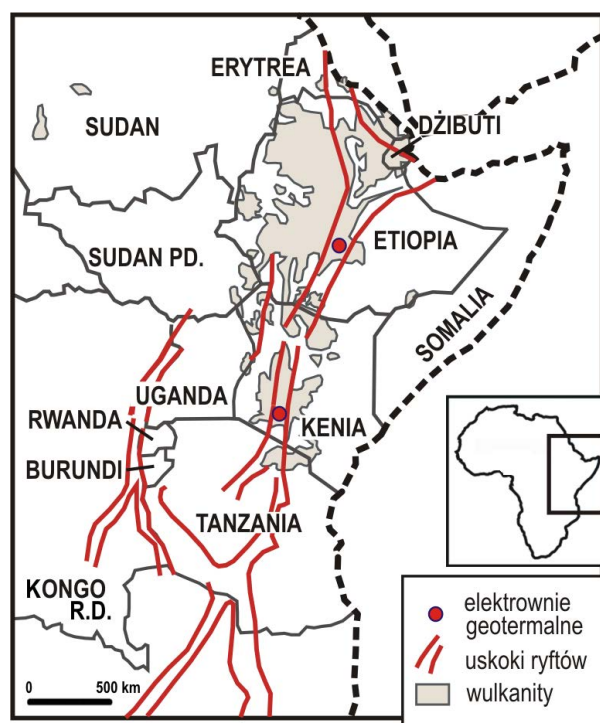 ERYTREA
SUDAN
DŻIBUTI
SUDAN PD.
ETIOPIA
SOMALIA
UGANDA
RWANDA
KENIA
BURUNDI
TANZANIA
KONGO
R.D.
0 500 km
elektrownie
geotermalne
uskoki ryftów
wulkanity